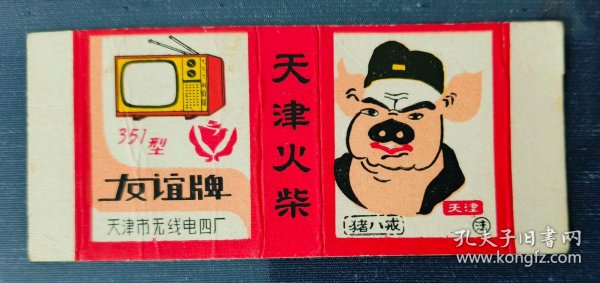 351型
友谊牌
天津市无线电四厂
天津火柴
天津
猪八戒
孔夫子旧书网
www.kongfz.com